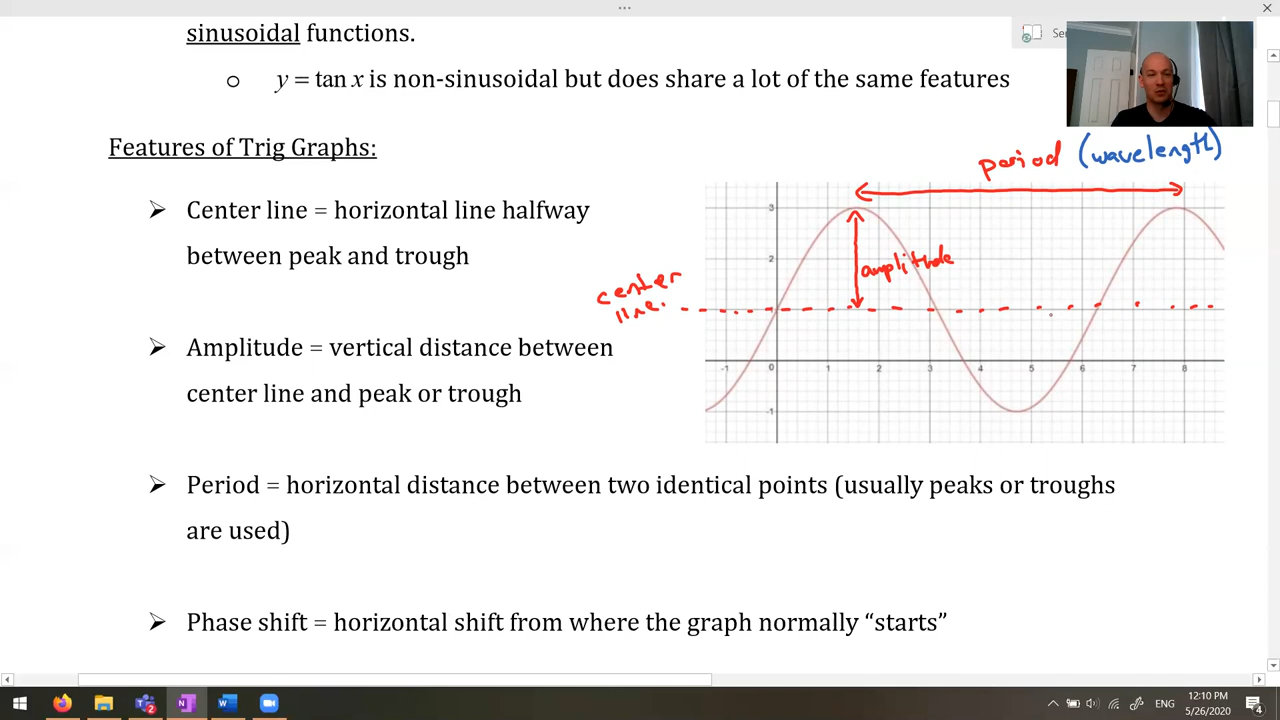 sinusoidal functions.
o y = tan x is non-sinusoidal but does share a lot of the same features
Features of Trig Graphs:
period (wavelength)
➢ Center line = horizontal line halfway
between peak and trough
3
2
amplitude
center
line
-1 0 1 2 3 4 5 6 7 8
-1
➢ Amplitude = vertical distance between
center line and peak or trough
➢ Period = horizontal distance between two identical points (usually peaks or troughs
are used)
➢ Phase shift = horizontal shift from where the graph normally “starts”
ENG
12:10 PM
5/26/2020